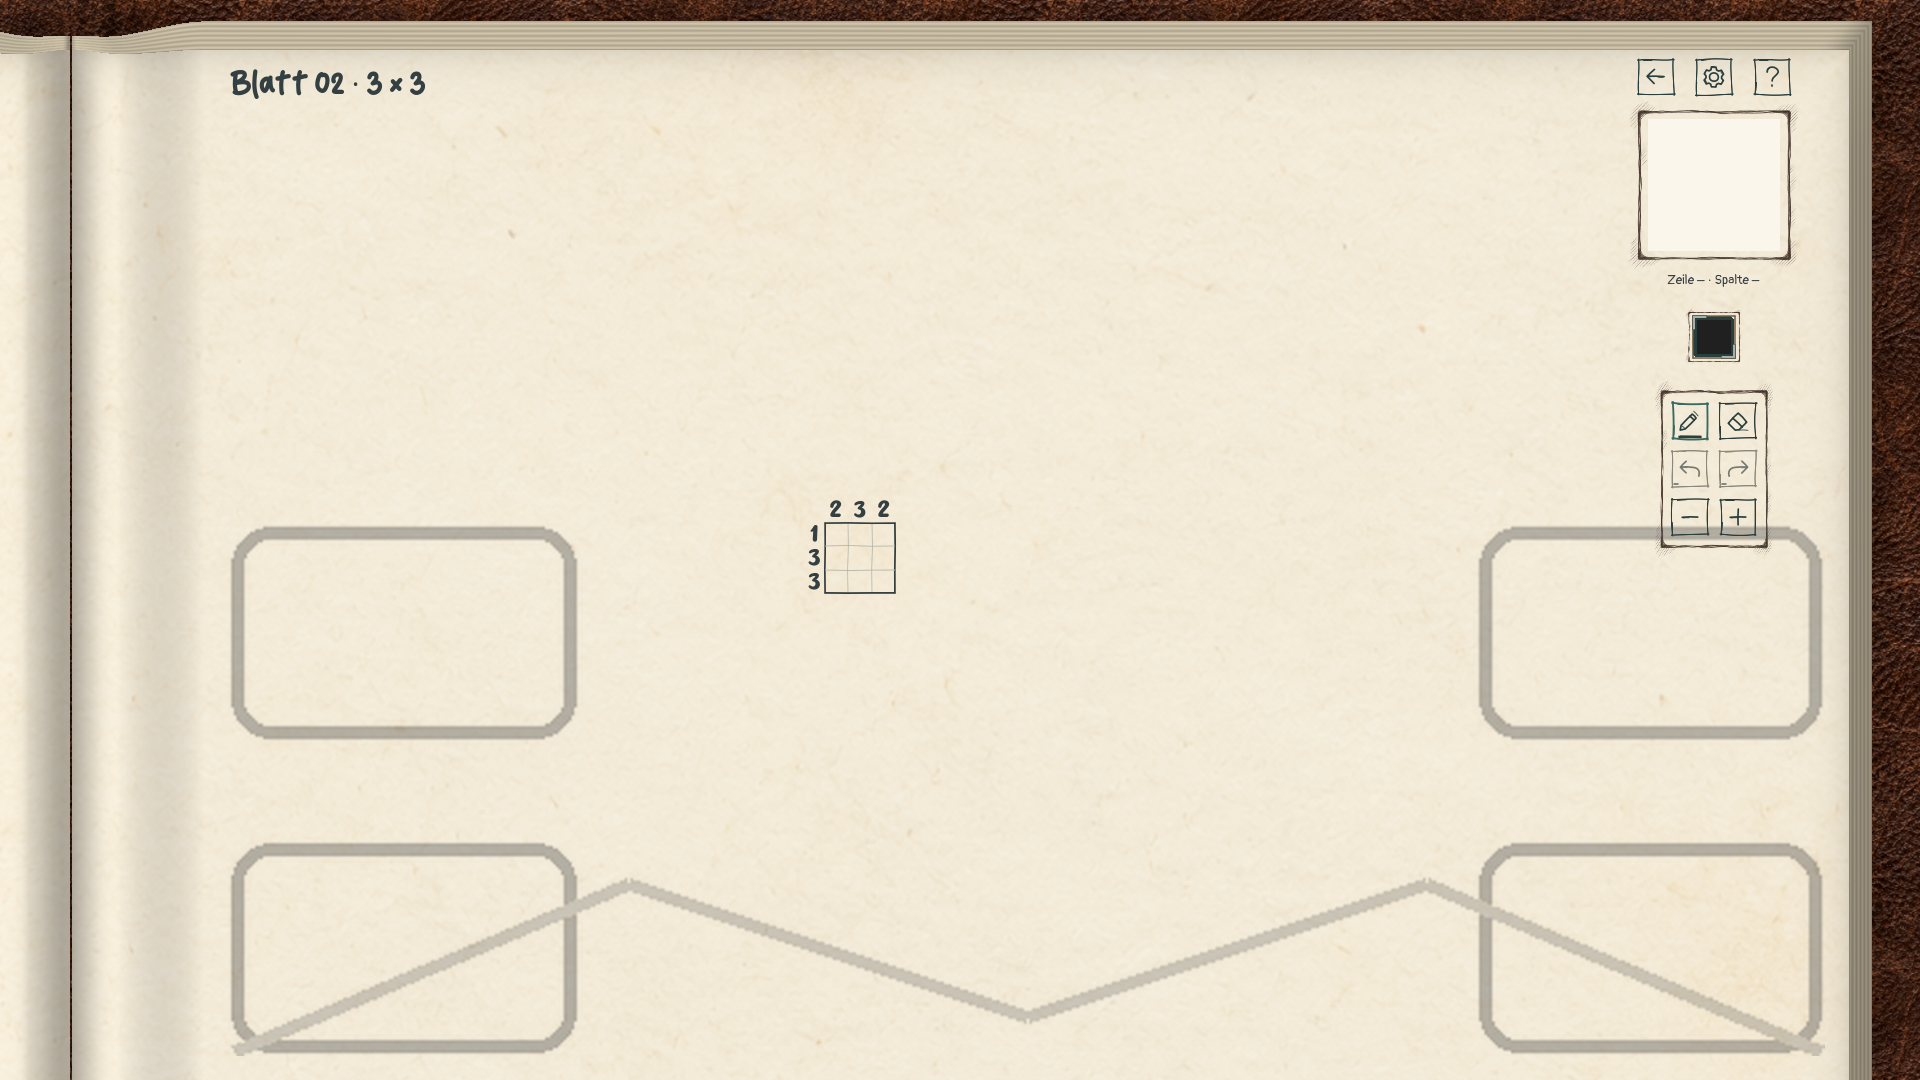 Blatt 02 · 3 × 3
?
Zeile – · Spalte –
2 3 2
1
3
3